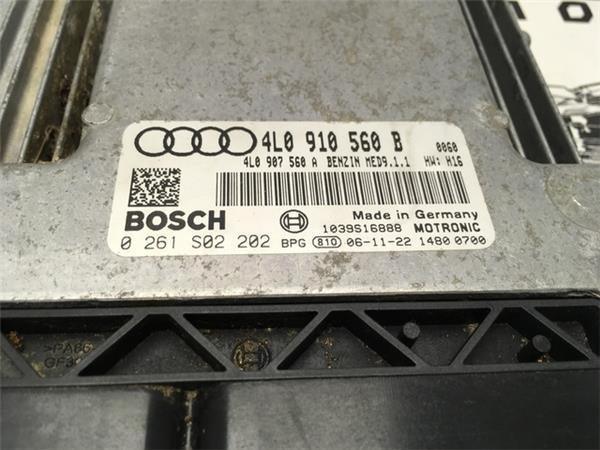 4L0 910 560 B 0060
4L0 907 560 A BENZIN MED9.1.1 HW: H16
BOSCH
Made in Germany
1039S16888 MOTRONIC
0 261 S02 202 BPG 810 06-11-22 1480 0700